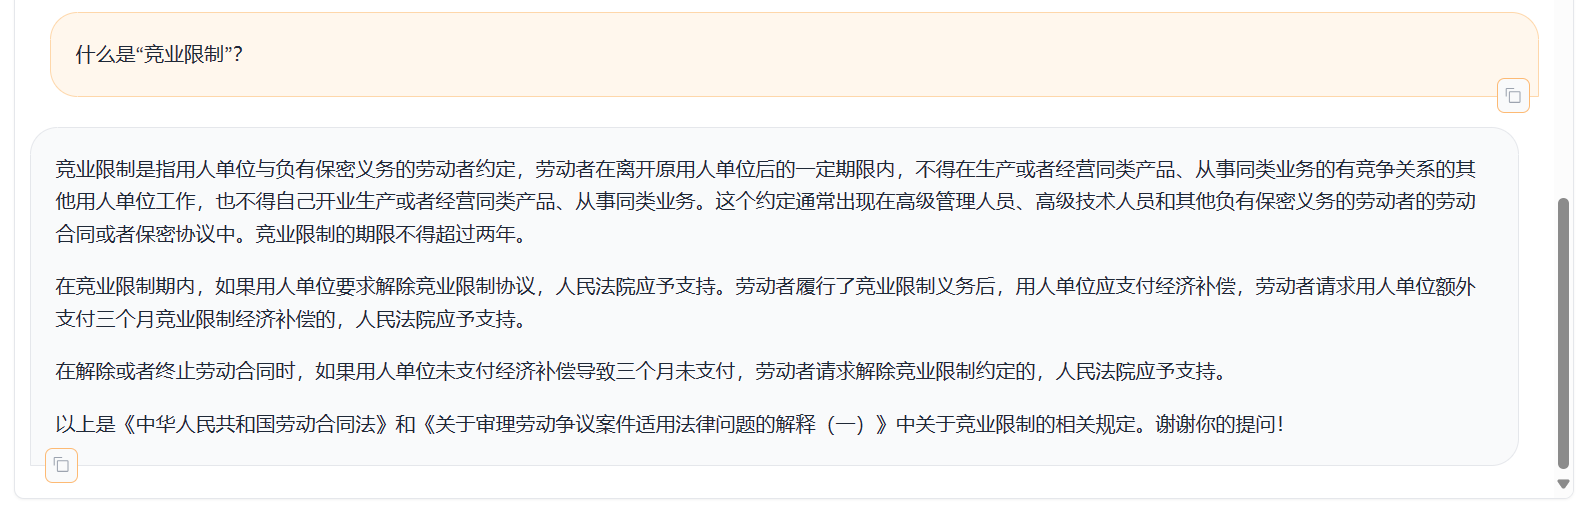 什么是“竞业限制”？
竞业限制是指用人单位与负有保密义务的劳动者约定，劳动者在离开原用人单位后的一定期限内，不得在生产或者经营同类产品、从事同类业务的有竞争关系的其
他用人单位工作，也不得自己开业生产或者经营同类产品、从事同类业务。这个约定通常出现在高级管理人员、高级技术人员和其他负有保密义务的劳动者的劳动
合同或者保密协议中。竞业限制的期限不得超过两年。
在竞业限制期内，如果用人单位要求解除竞业限制协议，人民法院应予支持。劳动者履行了竞业限制义务后，用人单位应支付经济补偿，劳动者请求用人单位额外
支付三个月竞业限制经济补偿的，人民法院应予支持。
在解除或者终止劳动合同时，如果用人单位未支付经济补偿导致三个月未支付，劳动者请求解除竞业限制约定的，人民法院应予支持。
以上是《中华人民共和国劳动合同法》和《关于审理劳动争议案件适用法律问题的解释（一）》中关于竞业限制的相关规定。谢谢你的提问！